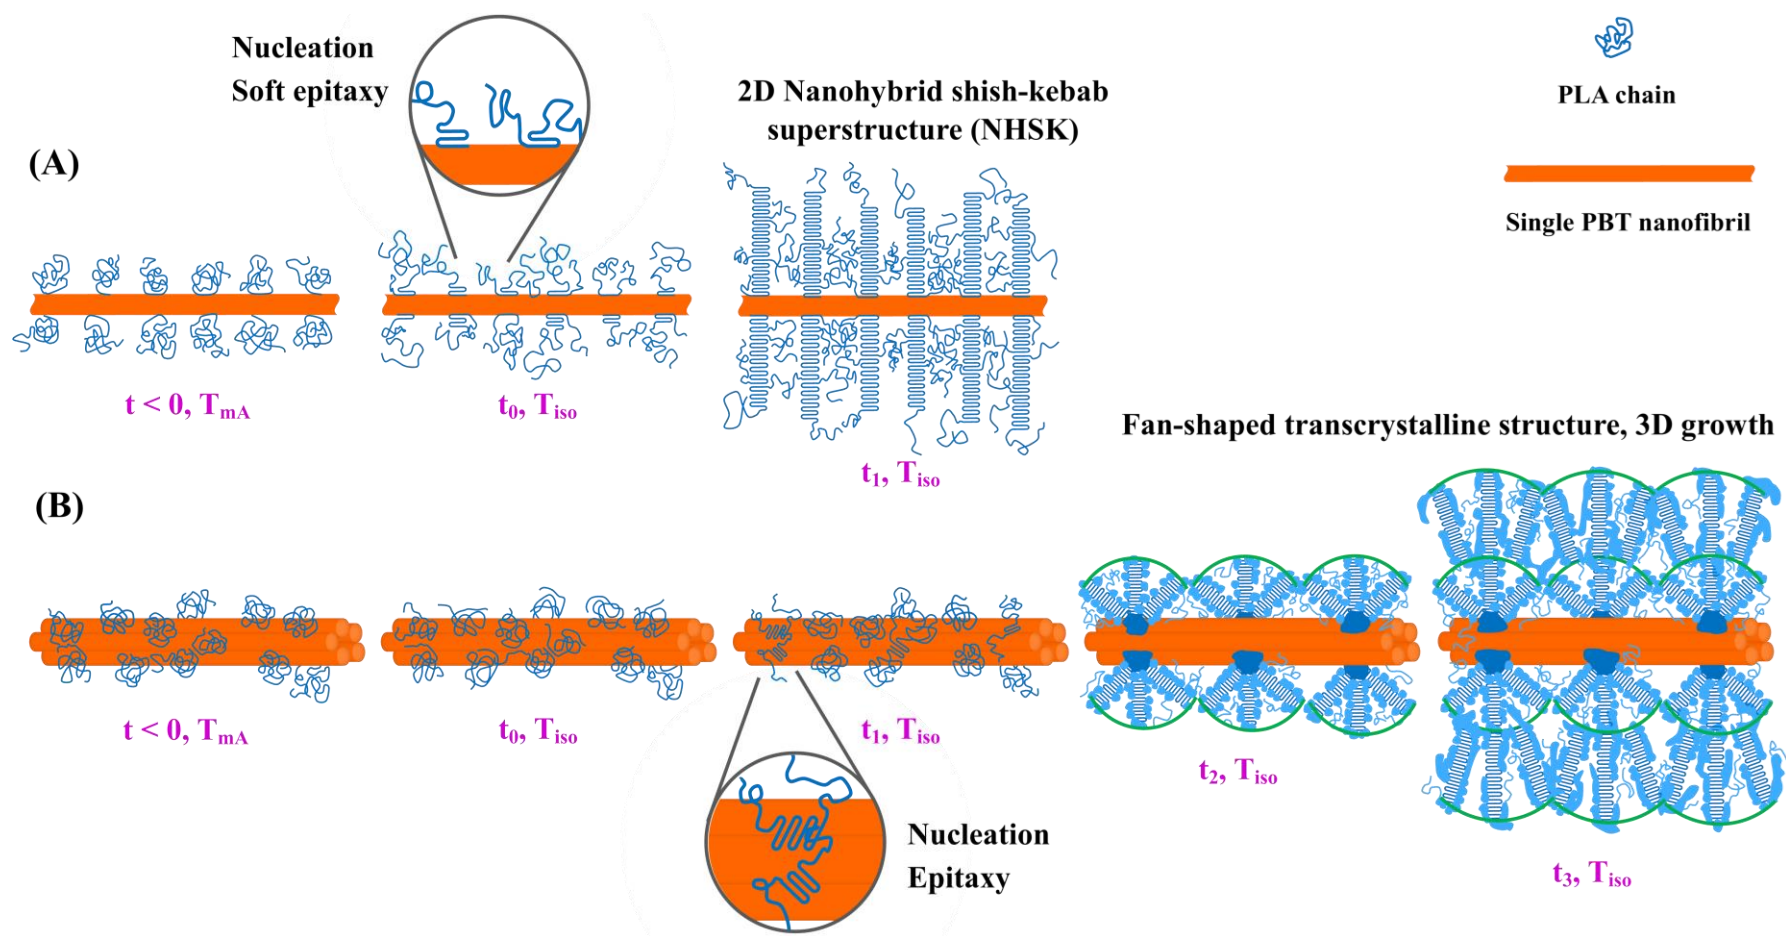 Nucleation
Soft epitaxy
2D Nanohybrid shish-kebab
superstructure (NHSK)
PLA chain
Single PBT nanofibril
(A)
t < 0, TmA
t0, Tiso
t1, Tiso
Fan-shaped transcrystalline structure, 3D growth
(B)
t < 0, TmA
t0, Tiso
t1, Tiso
t2, Tiso
t3, Tiso
Nucleation
Epitaxy